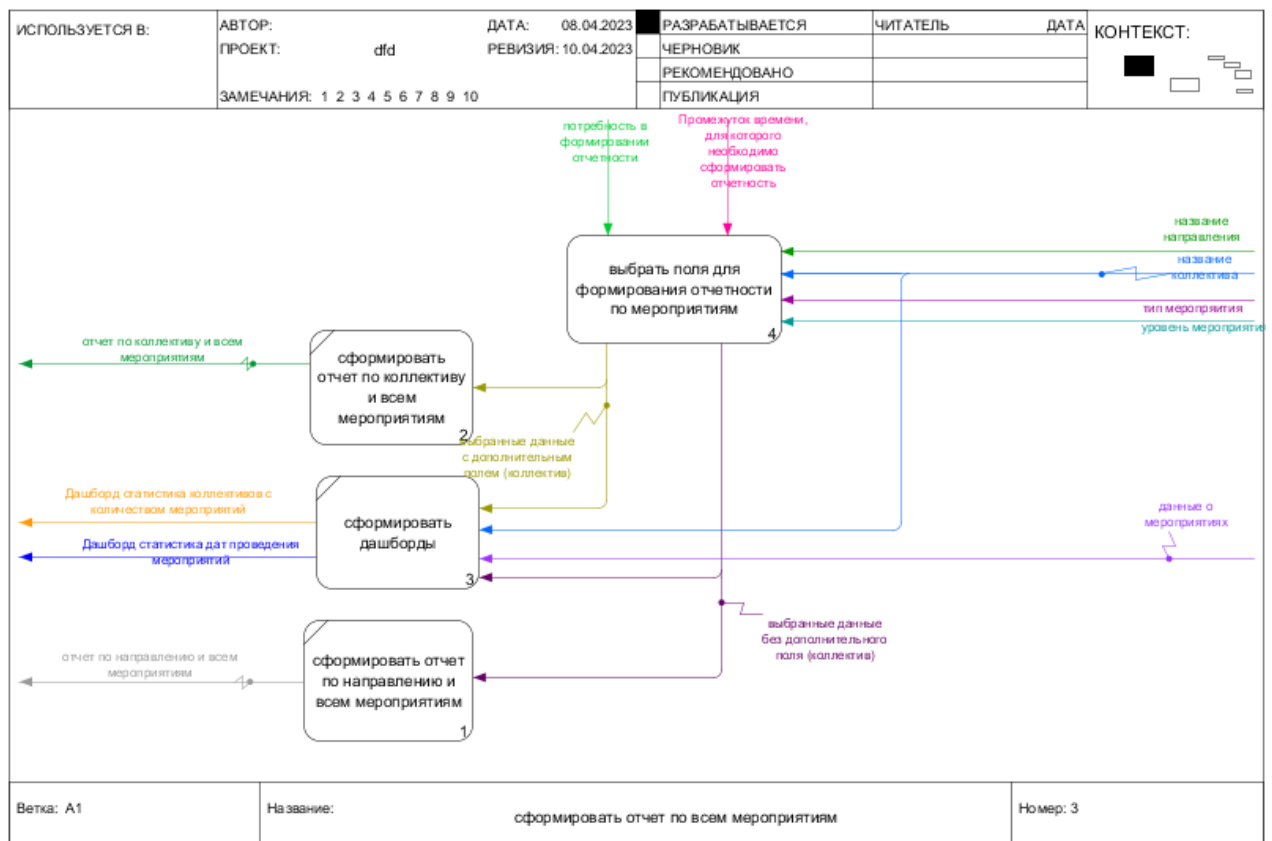 ИСПОЛЬЗУЕТСЯ В:
АВТОР:
ДАТА: 08.04.2023
РАЗРАБАТЫВАЕТСЯ
ЧИТАТЕЛЬ
ДАТА
КОНТЕКСТ:
ПРОЕКТ: dfd
РЕВИЗИЯ: 10.04.2023
ЧЕРНОВИК
РЕКОМЕНДОВАНО
ЗАМЕЧАНИЯ: 1 2 3 4 5 6 7 8 9 10
ПУБЛИКАЦИЯ
потребность в
формировании
отчетности
Промежуток времени,
для которого
необходимо
сформировать
отчетность
название
направления
название
коллектива
тип меропряития
уровень мероприятия
выбрать поля для
формирования отчетности
по мероприятиям
4
отчет по коллективу и всем
мероприятиям
сформировать
отчет по коллективу
и всем
мероприятиям
2
выбранные данные
с дополнительным
полем (коллектив)
Дашборд статистика коллективов с
количеством мероприятий
Дашборд статистика дат проведения
мероприятий
сформировать
дашборды
3
данные о
мероприятиях
выбранные данные
без дополнительного
поля (коллектив)
отчет по направлению и всем
мероприятиям
сформировать отчет
по направлению и
всем мероприятиям
1
Ветка: A1
Название:
сформировать отчет по всем мероприятиям
Номер: 3